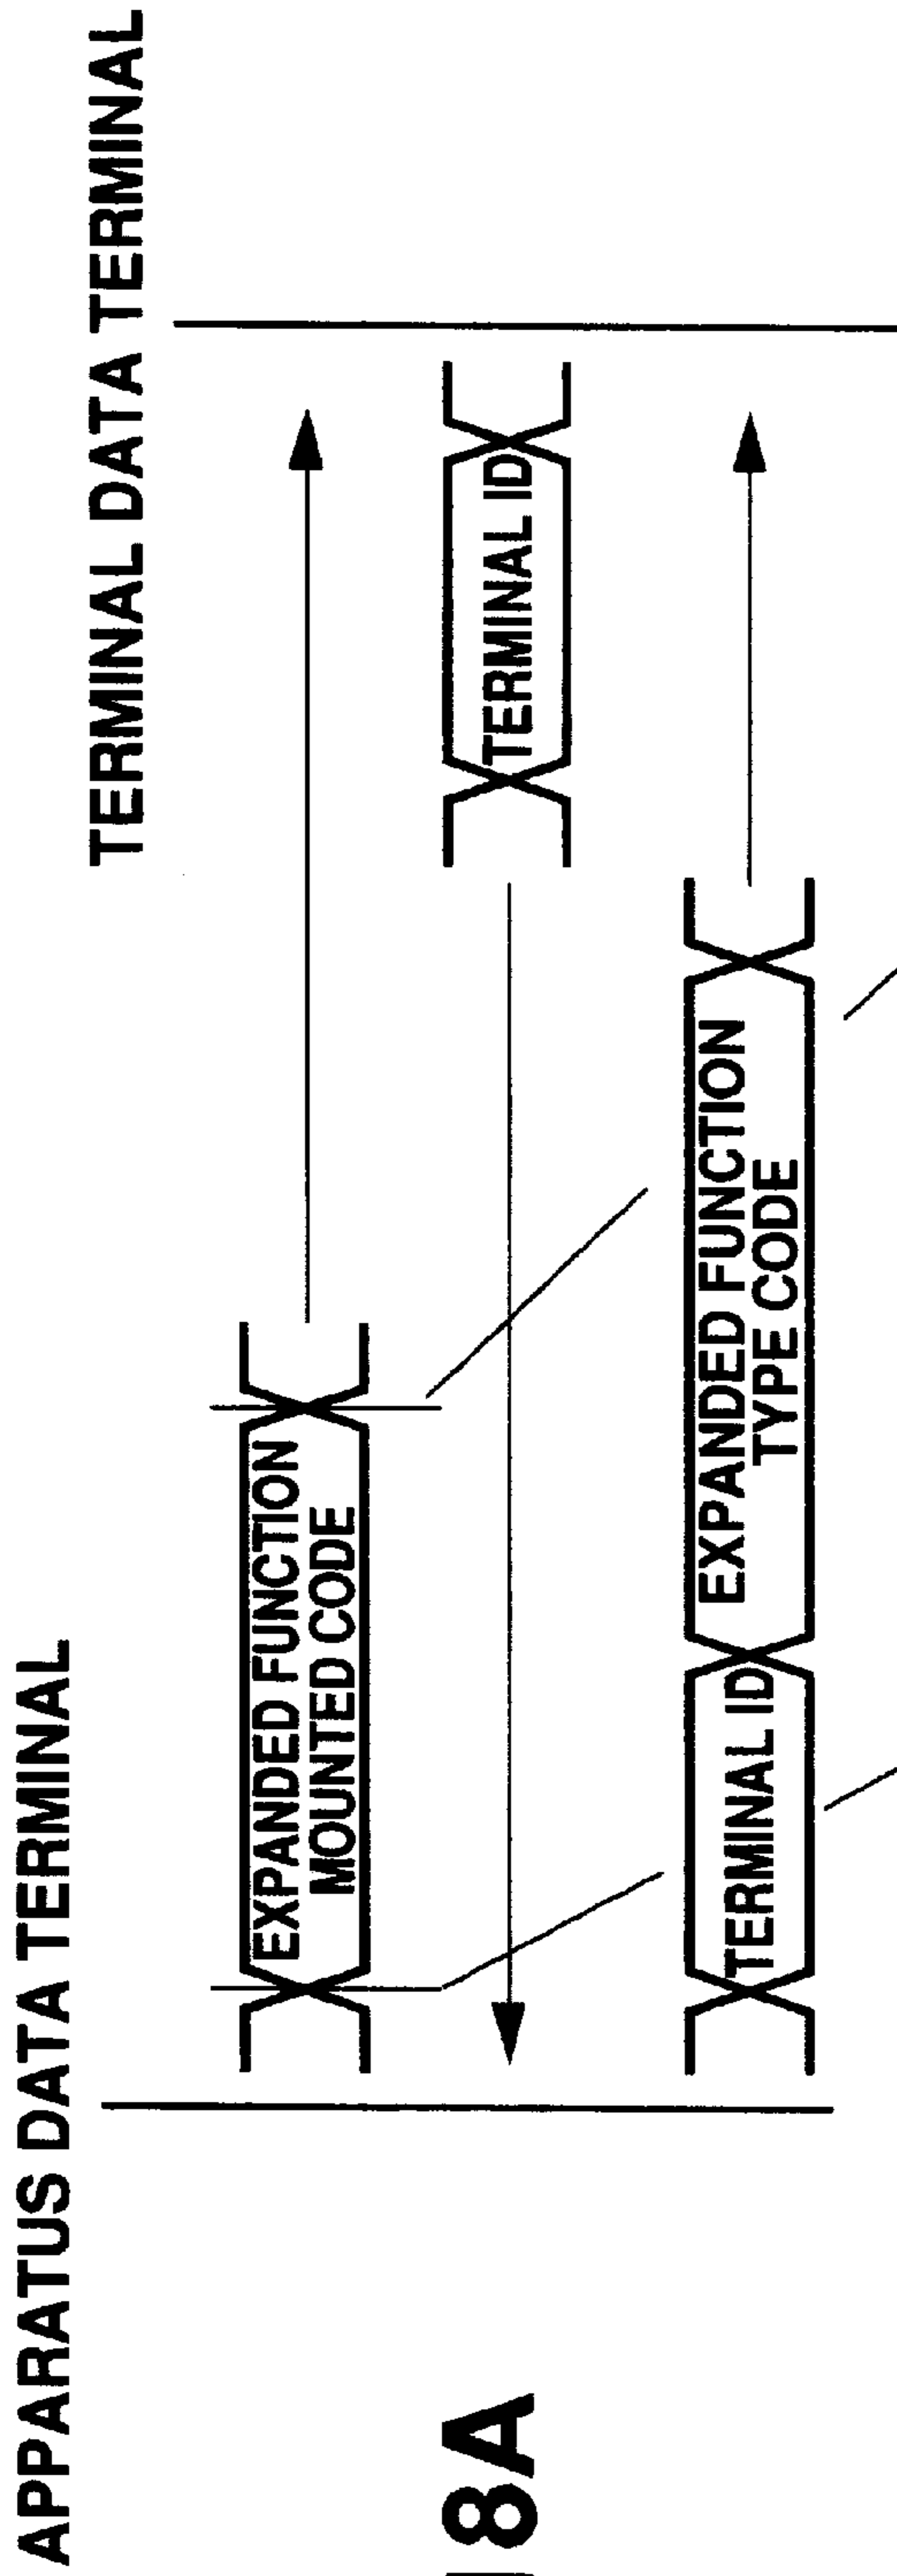 APPARATUS DATA TERMINAL
TERMINAL DATA TERMINAL
EXPANDED FUNCTION
MOUNTED CODE
TERMINAL ID
TERMINAL ID
EXPANDED FUNCTION
TYPE CODE
8A